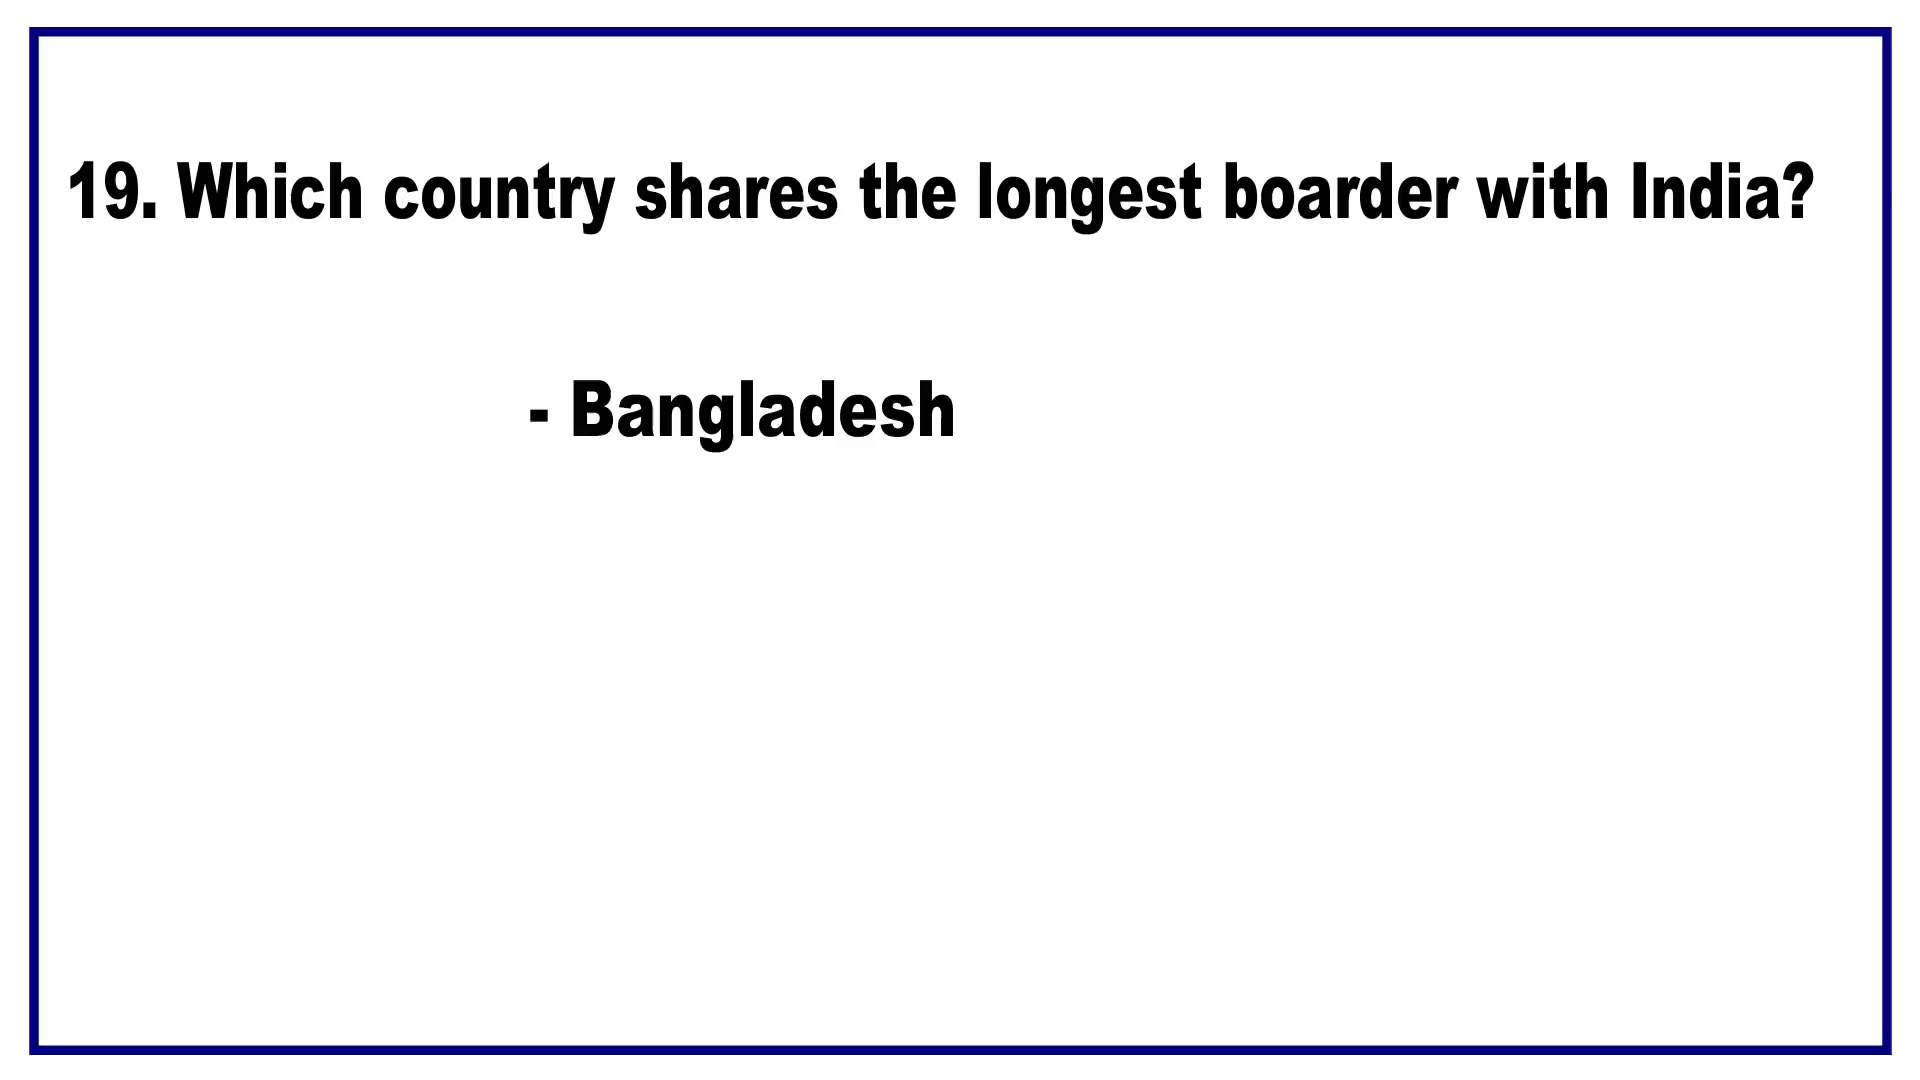 19. Which country shares the longest boarder with India?
- Bangladesh